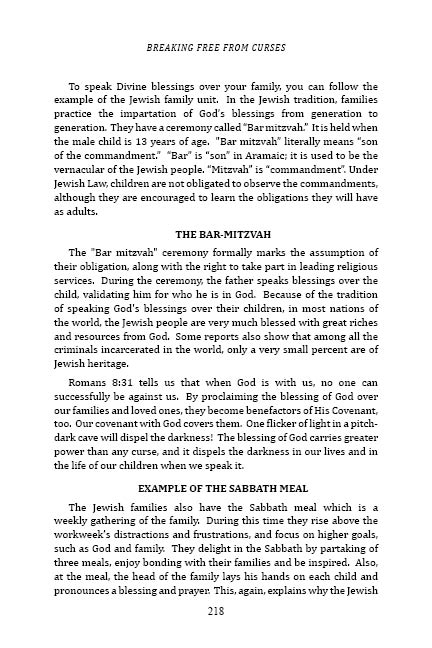 BREAKING FREE FROM CURSES
To speak Divine blessings over your family, you can follow the
example of the Jewish family unit.  In the Jewish tradition, families
practice the impartation of God's blessings from generation to
generation.  They have a ceremony called “Bar mitzvah.”  It is held when
the male child is 13 years of age.  "Bar mitzvah” literally means “son
of the commandment.”  “Bar” is “son” in Aramaic; it is used to be the
vernacular of the Jewish people. “Mitzvah” is “commandment”. Under
Jewish Law, children are not obligated to observe the commandments,
although they are encouraged to learn the obligations they will have
as adults.
THE BAR-MITZVAH
The "Bar mitzvah" ceremony formally marks the assumption of
their obligation, along with the right to take part in leading religious
services.  During the ceremony, the father speaks blessings over the
child, validating him for who he is in God.  Because of the tradition
of speaking God's blessings over their children, in most nations of
the world, the Jewish people are very much blessed with great riches
and resources from God.  Some reports also show that among all the
criminals incarcerated in the world, only a very small percent are of
Jewish heritage.
Romans 8:31 tells us that when God is with us, no one can
successfully be against us.  By proclaiming the blessing of God over
our families and loved ones, they become benefactors of His Covenant,
too.  Our covenant with God covers them.  One flicker of light in a pitch-
dark cave will dispel the darkness!  The blessing of God carries greater
power than any curse, and it dispels the darkness in our lives and in
the life of our children when we speak it.
EXAMPLE OF THE SABBATH MEAL
The Jewish families also have the Sabbath meal which is a
weekly gathering of the family.  During this time they rise above the
workweek's distractions and frustrations, and focus on higher goals,
such as God and family.  They delight in the Sabbath by partaking of
three meals, enjoy bonding with their families and be inspired.  Also,
at the meal, the head of the family lays his hands on each child and
pronounces a blessing and prayer.  This, again, explains why the Jewish
218